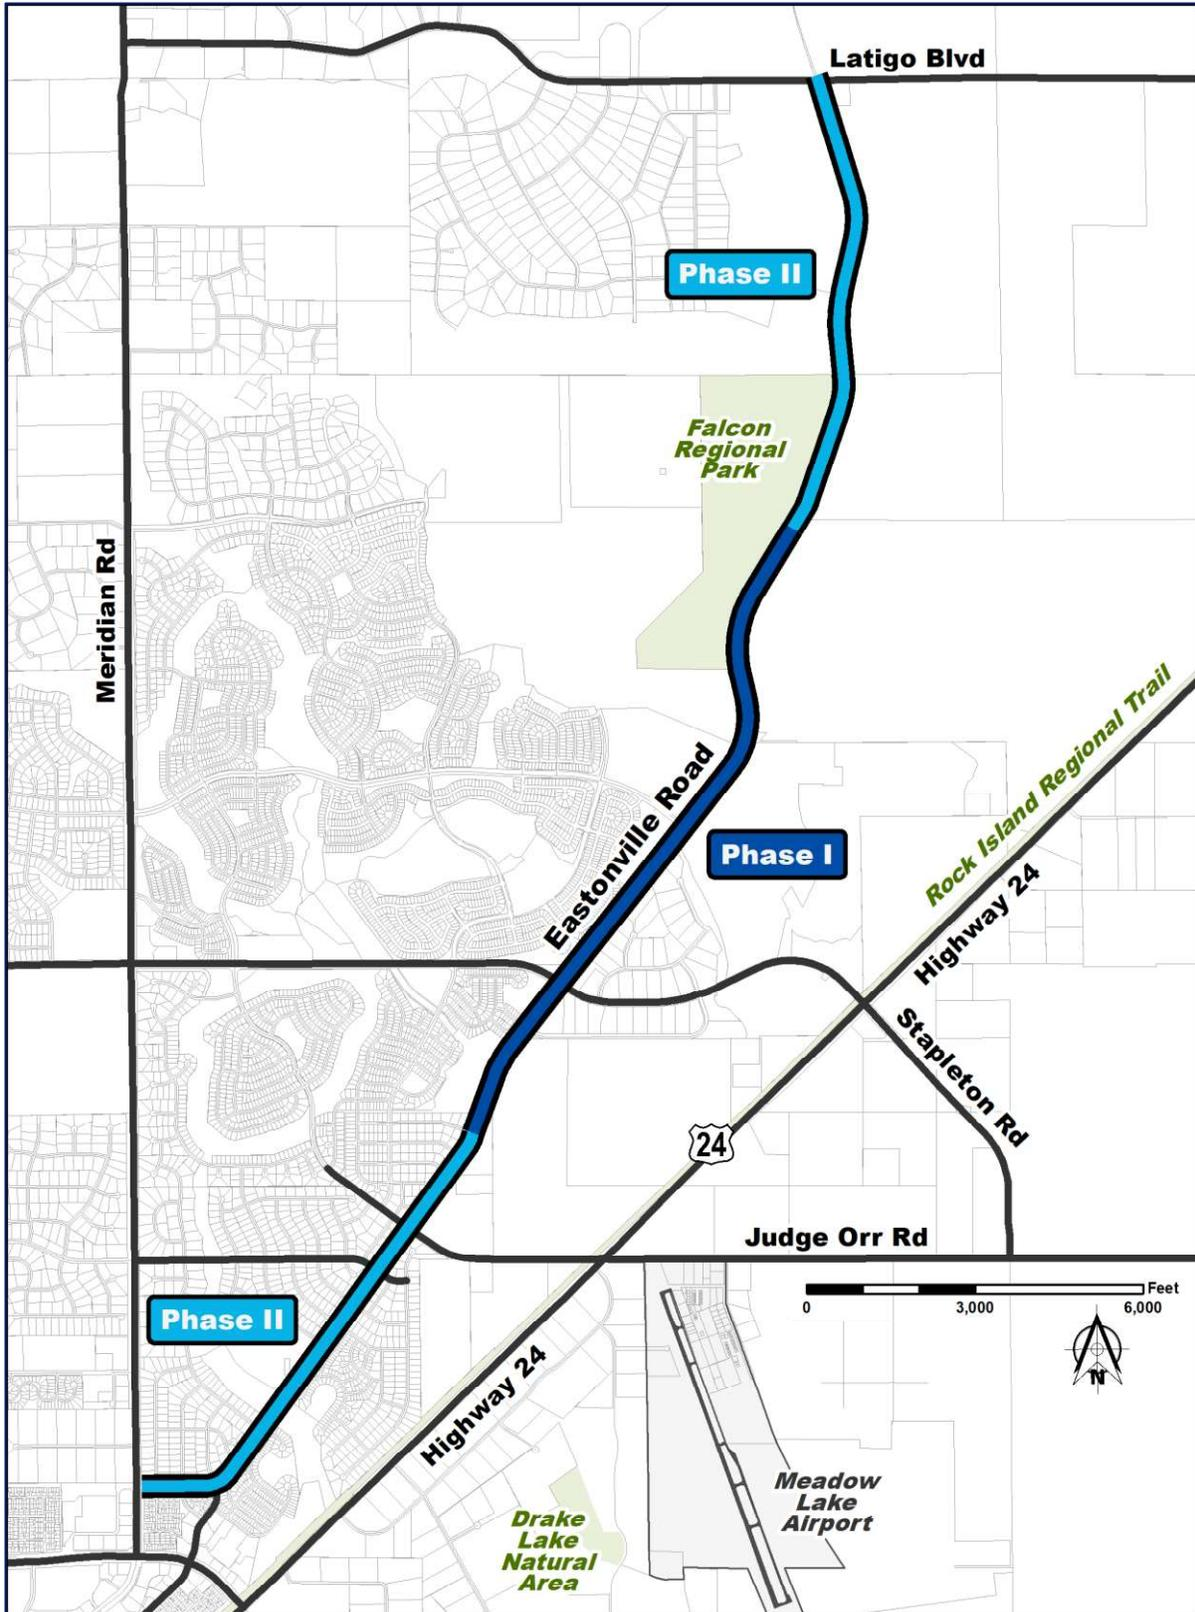 Latigo Blvd
Phase II
Falcon
Regional
Park
Meridian Rd
Rock Island Regional Trail
Eastonville Road
Phase I
Highway 24
Stapleton Rd
24
Judge Orr Rd
Feet
0 3,000 6,000
Phase II
N
Highway 24
Meadow
Lake
Airport
Drake
Lake
Natural
Area